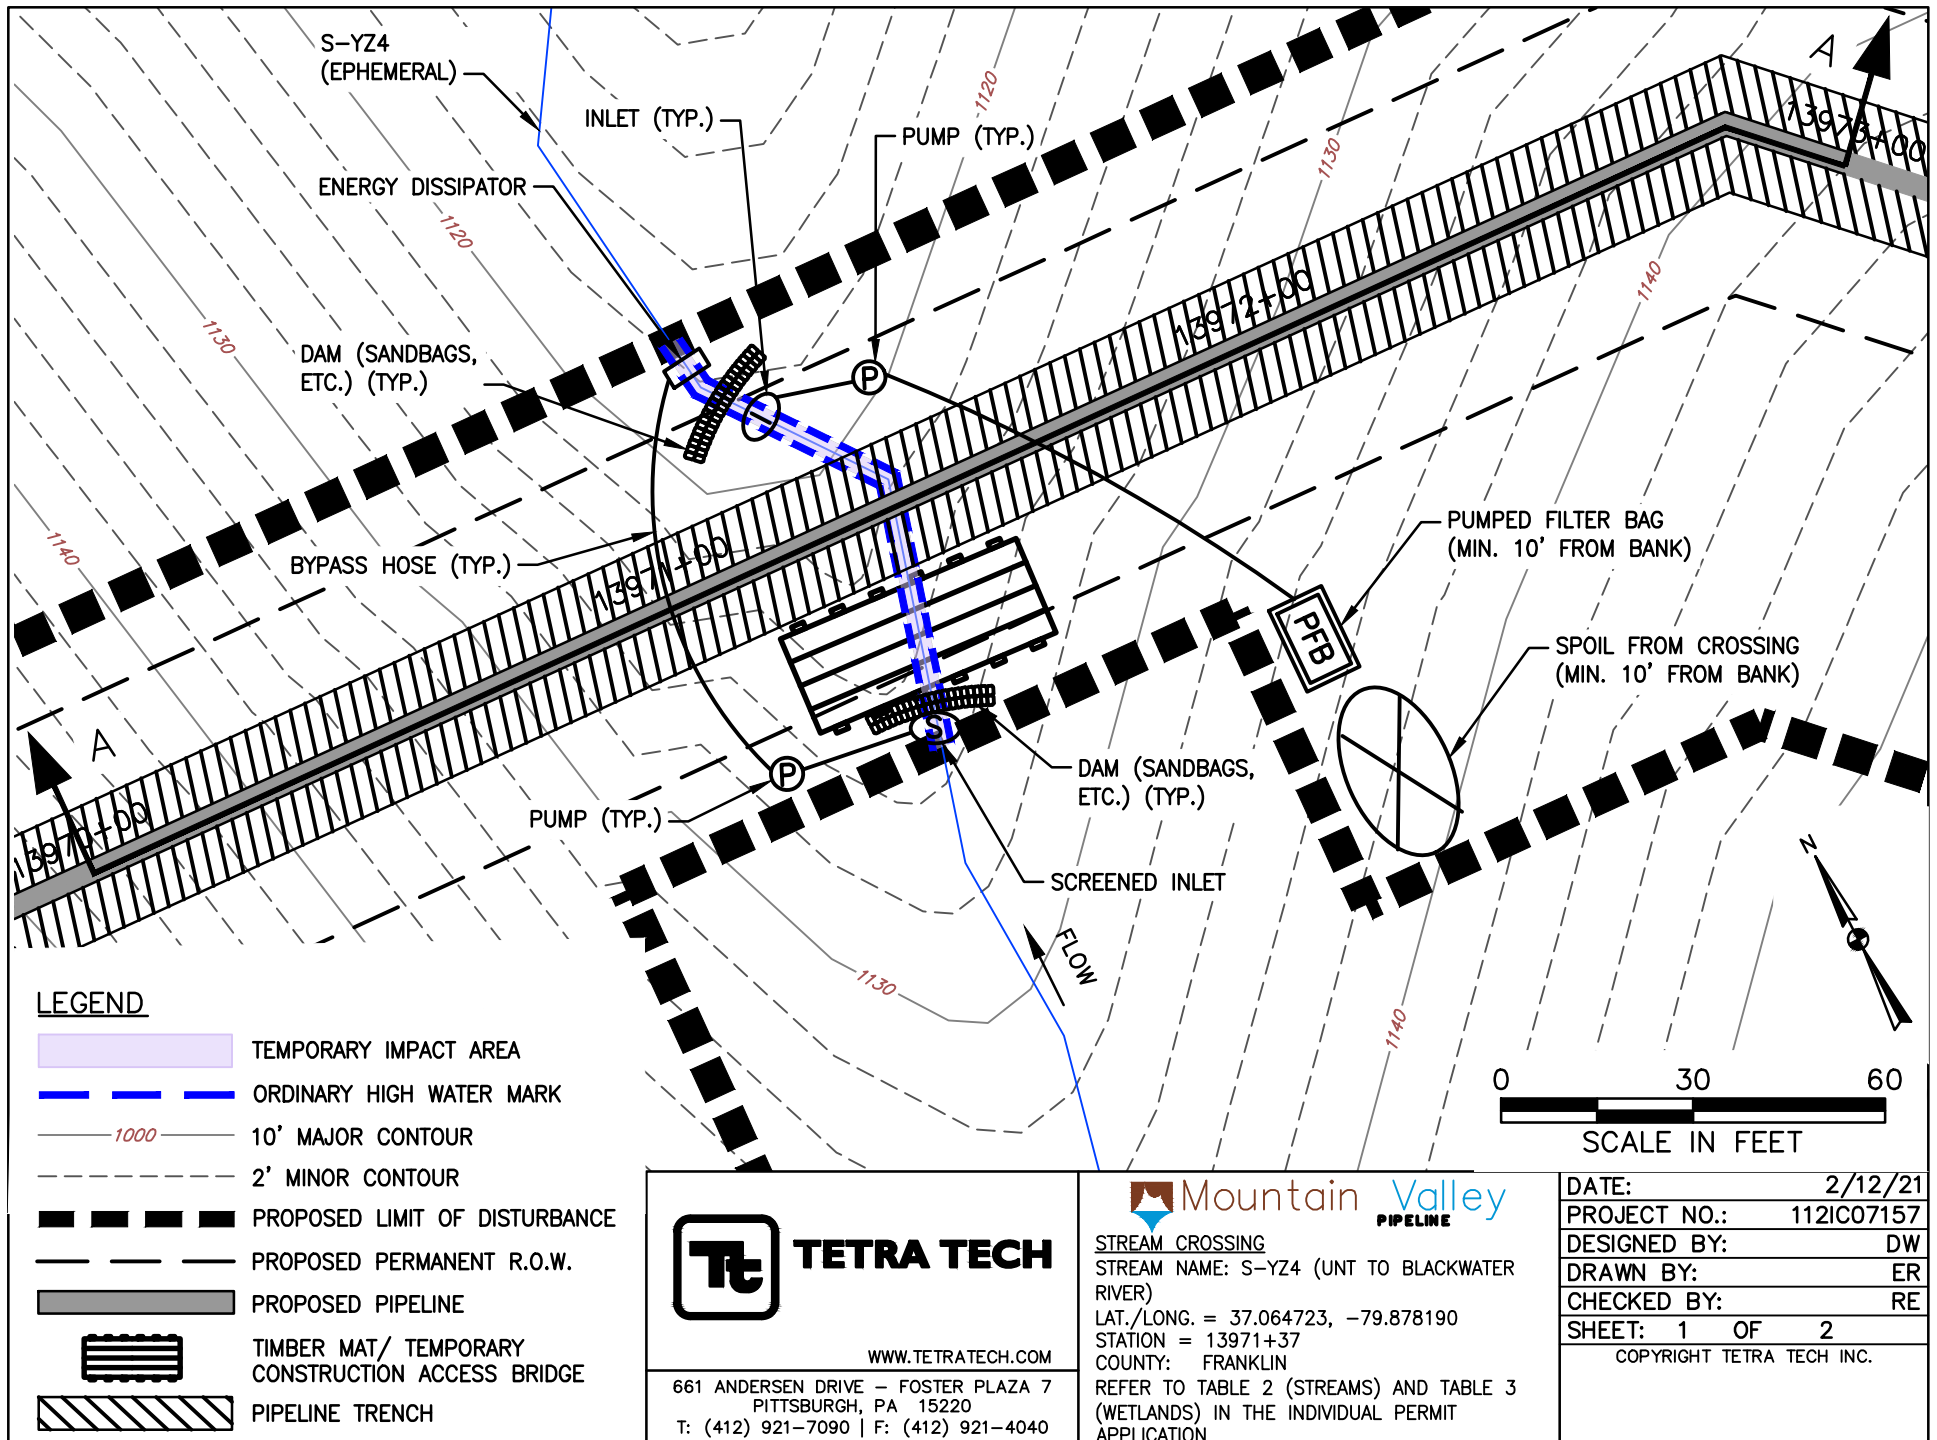 S-YZ4
(EPHEMERAL)
INLET (TYP.)
PUMP (TYP.)
ENERGY DISSIPATOR
1120
1130
A
13973+00
1120
1130
1140
13972+00
DAM (SANDBAGS,
ETC.) (TYP.)
P
1140
BYPASS HOSE (TYP.)
13971+00
PUMPED FILTER BAG
(MIN. 10' FROM BANK)
PFB
SPOIL FROM CROSSING
(MIN. 10' FROM BANK)
A
S
P
DAM (SANDBAGS,
ETC.) (TYP.)
PUMP (TYP.)
13970+00
SCREENED INLET
N
FLOW
1130
1140
LEGEND
TEMPORARY IMPACT AREA
ORDINARY HIGH WATER MARK
1000
10' MAJOR CONTOUR
2' MINOR CONTOUR
PROPOSED LIMIT OF DISTURBANCE
PROPOSED PERMANENT R.O.W.
PROPOSED PIPELINE
TIMBER MAT/ TEMPORARY
CONSTRUCTION ACCESS BRIDGE
PIPELINE TRENCH
0 30 60
SCALE IN FEET
Tt
TETRA TECH
WWW.TETRATECH.COM
661 ANDERSEN DRIVE – FOSTER PLAZA 7
PITTSBURGH, PA 15220
T: (412) 921-7090 | F: (412) 921-4040
Mountain Valley
PIPELINE
STREAM CROSSING
STREAM NAME: S-YZ4 (UNT TO BLACKWATER
RIVER)
LAT./LONG. = 37.064723, -79.878190
STATION = 13971+37
COUNTY: FRANKLIN
REFER TO TABLE 2 (STREAMS) AND TABLE 3
(WETLANDS) IN THE INDIVIDUAL PERMIT
APPLICATION
DATE: 2/12/21
PROJECT NO.: 112IC07157
DESIGNED BY: DW
DRAWN BY: ER
CHECKED BY: RE
SHEET: 1 OF 2
COPYRIGHT TETRA TECH INC.